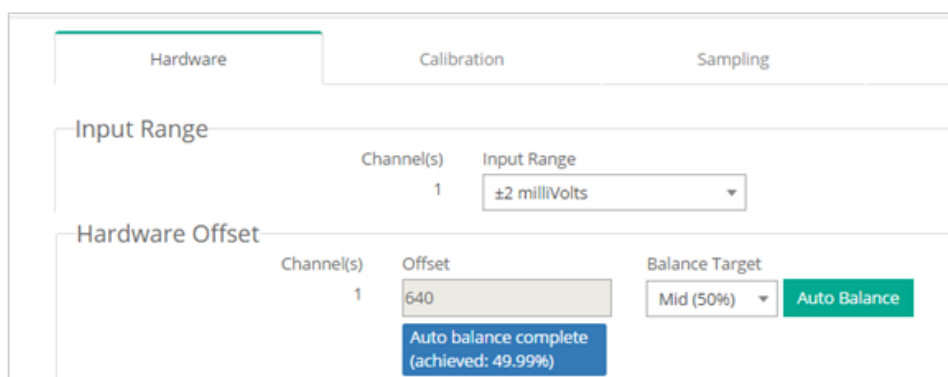 Hardware Calibration Sampling
Input Range
Channel(s) Input Range
1 ±2 milliVolts
Hardware Offset
Channel(s) Offset Balance Target
1 640 Mid (50%) Auto Balance
Auto balance complete
(achieved: 49.99%)